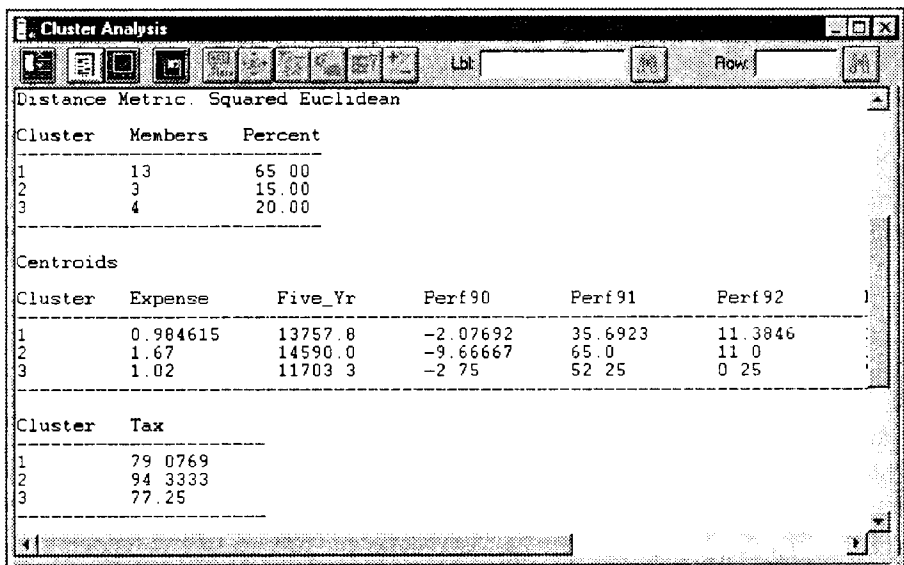 Cluster Analysis
Lbl: Row:
Distance Metric. Squared Euclidean
Cluster Members Percent
1 13 65 00
2 3 15.00
3 4 20.00
Centroids
Cluster Expense Five_Yr Perf90 Perf91 Perf92
1 0.984615 13757.8 -2.07692 35.6923 11.3846
2 1.67 14590.0 -9.66667 65.0 11 0
3 1.02 11703 3 -2 75 52 25 0 25
Cluster Tax
1 79 0769
2 94 3333
3 77.25